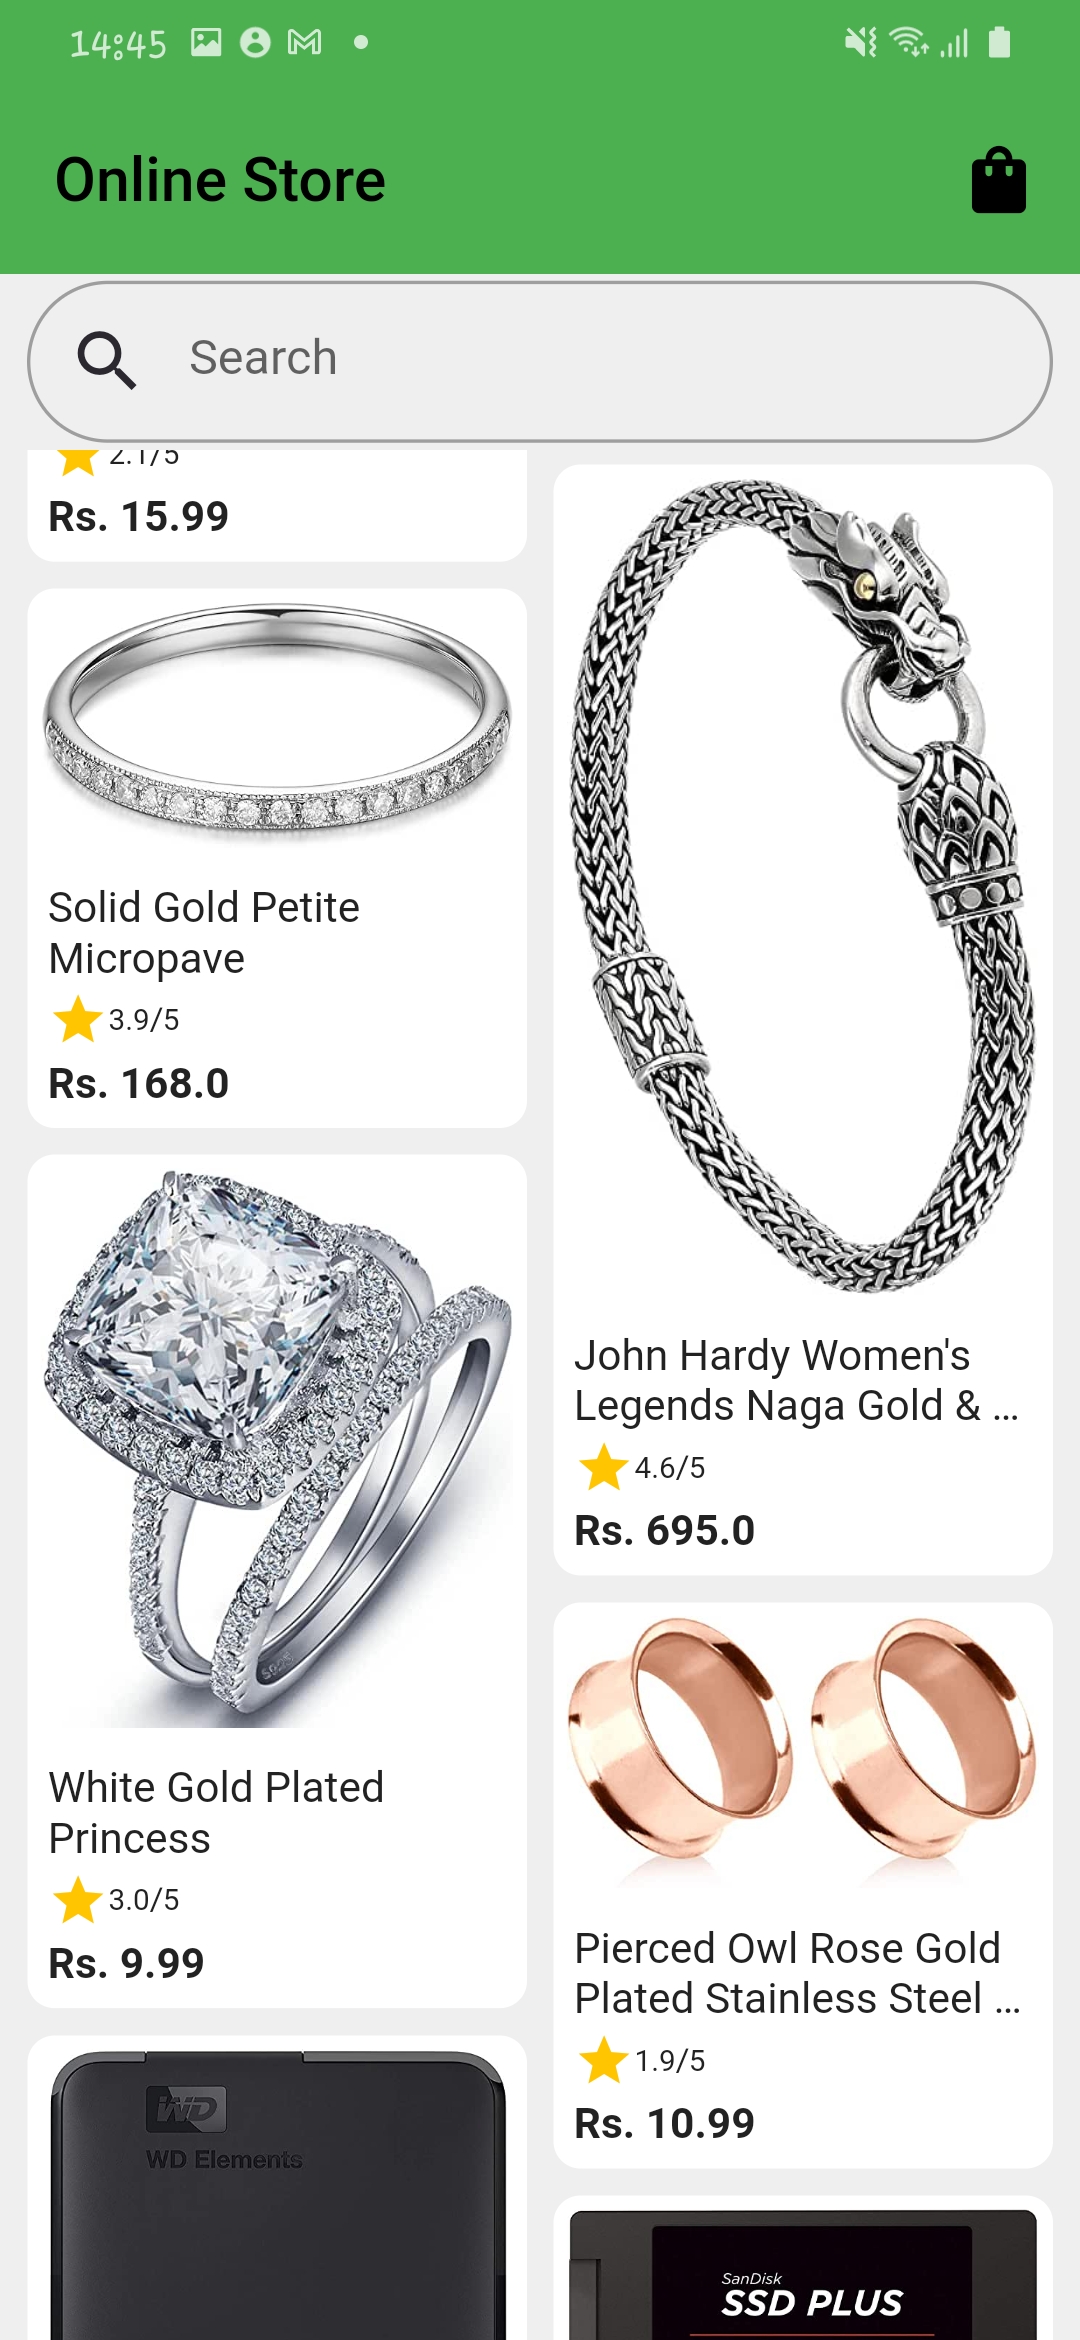 14:45
Online Store
Search
2.1/5
Rs. 15.99
Solid Gold Petite
Micropave
3.9/5
Rs. 168.0
White Gold Plated
Princess
3.0/5
Rs. 9.99
WD
WD Elements
John Hardy Women's
Legends Naga Gold & ...
4.6/5
Rs. 695.0
Pierced Owl Rose Gold
Plated Stainless Steel ...
1.9/5
Rs. 10.99
SanDisk
SSD PLUS